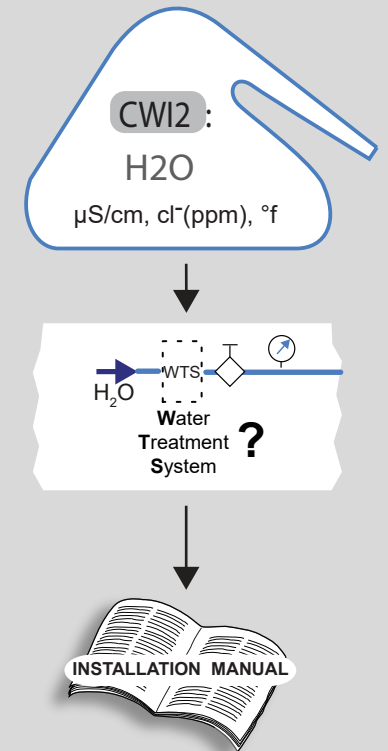 CWI2 :
H2O
µS/cm, cl⁻(ppm), °f
WTS
H₂O
Water
Treatment ?
System
INSTALLATION MANUAL